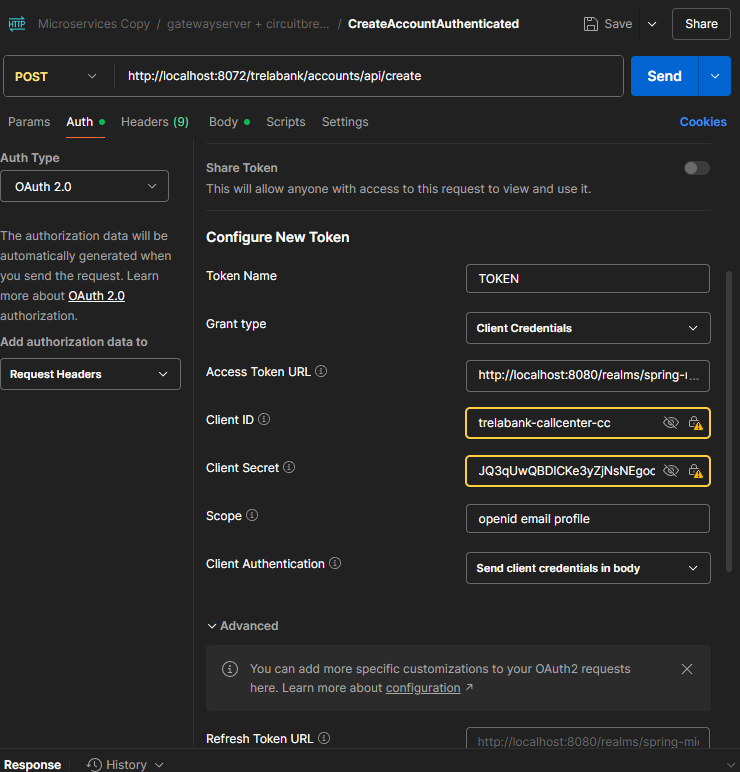 HTTP Microservices Copy / gatewayserver + circuitbre... / CreateAccountAuthenticated Save Share
POST http://localhost:8072/trelabank/accounts/api/create Send
Params Auth Headers (9) Body Scripts Settings Cookies
Auth Type
OAuth 2.0
The authorization data will be
automatically generated when
you send the request. Learn
more about OAuth 2.0
authorization.
Add authorization data to
Request Headers
Share Token
This will allow anyone with access to this request to view and use it.
Configure New Token
Token Name TOKEN
Grant type Client Credentials
Access Token URL http://localhost:8080/realms/spring-...
Client ID trelabank-callcenter-cc
Client Secret
Scope openid email profile
Client Authentication Send client credentials in body
Advanced
You can add more specific customizations to your OAuth2 requests
here. Learn more about configuration ↗
Refresh Token URL http://localhost:8080/realms/spring-mi
Response History